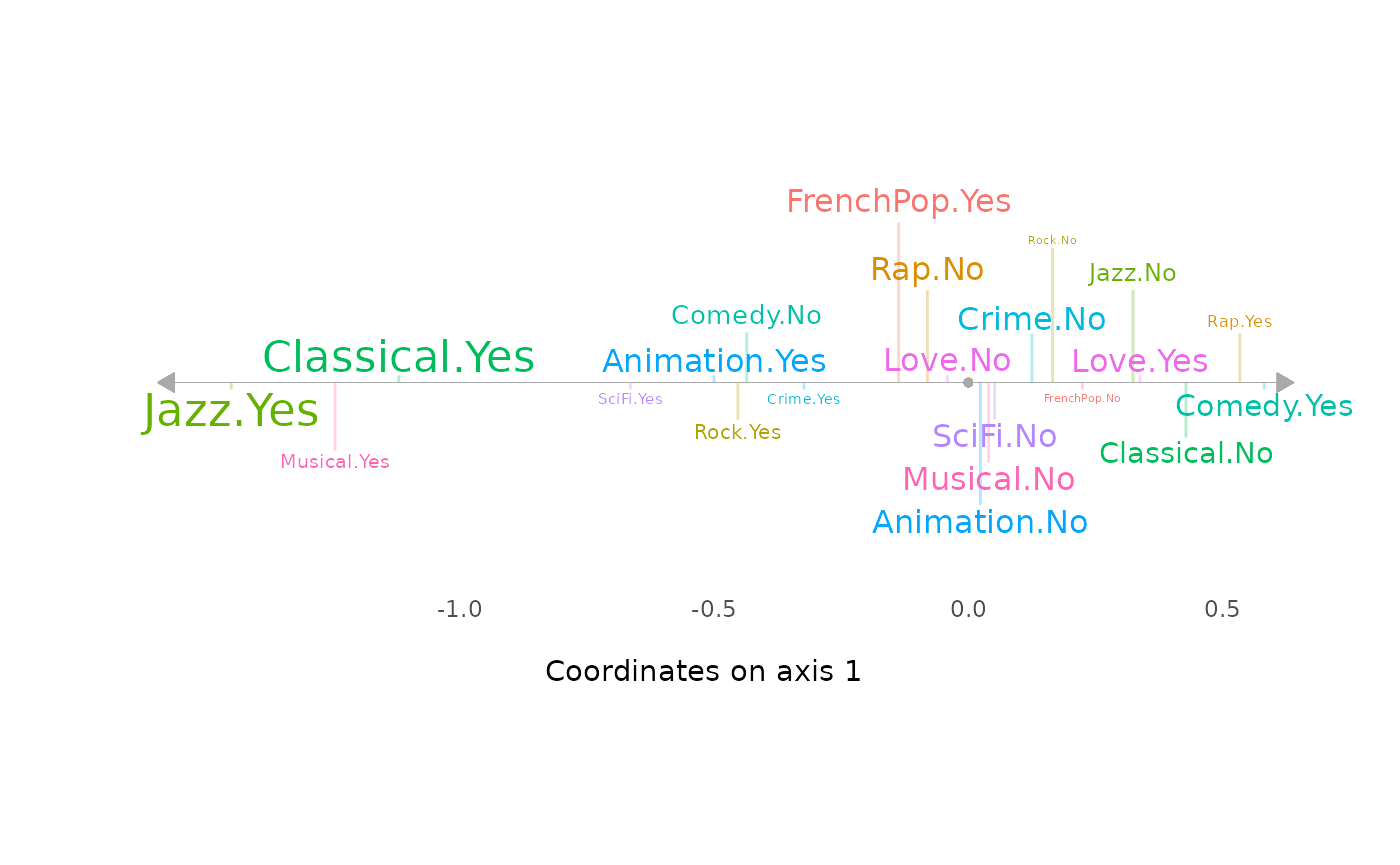 FrenchPop.Yes
Rock.No
Rap.No
Jazz.No
Comedy.No
Crime.No
Rap.Yes
Classical.Yes
Animation.Yes
Love.No
Love.Yes
Jazz.Yes
SciFi.Yes
Crime.Yes
FrenchPop.No
Comedy.Yes
Rock.Yes
SciFi.No
Classical.No
Musical.Yes
Musical.No
Animation.No
-1.0 -0.5 0.0 0.5
Coordinates on axis 1